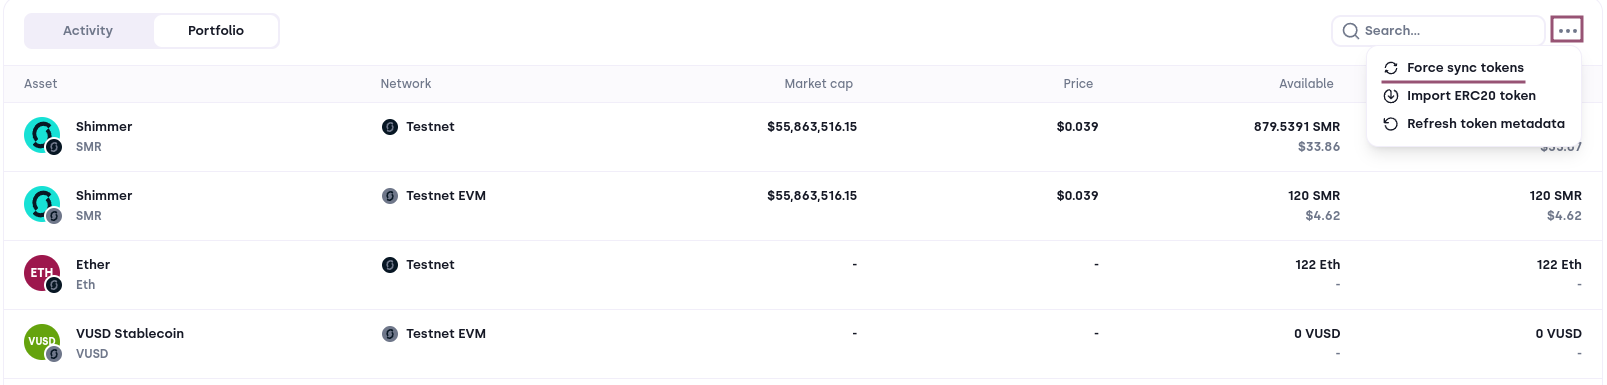 Activity Portfolio Search...
Force sync tokens
Import ERC20 token
Refresh token metadata
Asset Network Market cap Price Available
Shimmer Testnet $55,863,516.15 $0.039 879.5391 SMR
SMR $33.86
Shimmer Testnet EVM $55,863,516.15 $0.039 120 SMR 120 SMR
SMR $4.62 $4.62
ETH Ether Testnet - - 122 Eth 122 Eth
Eth - -
VUSD VUSD Stablecoin Testnet EVM - - 0 VUSD 0 VUSD
VUSD - -